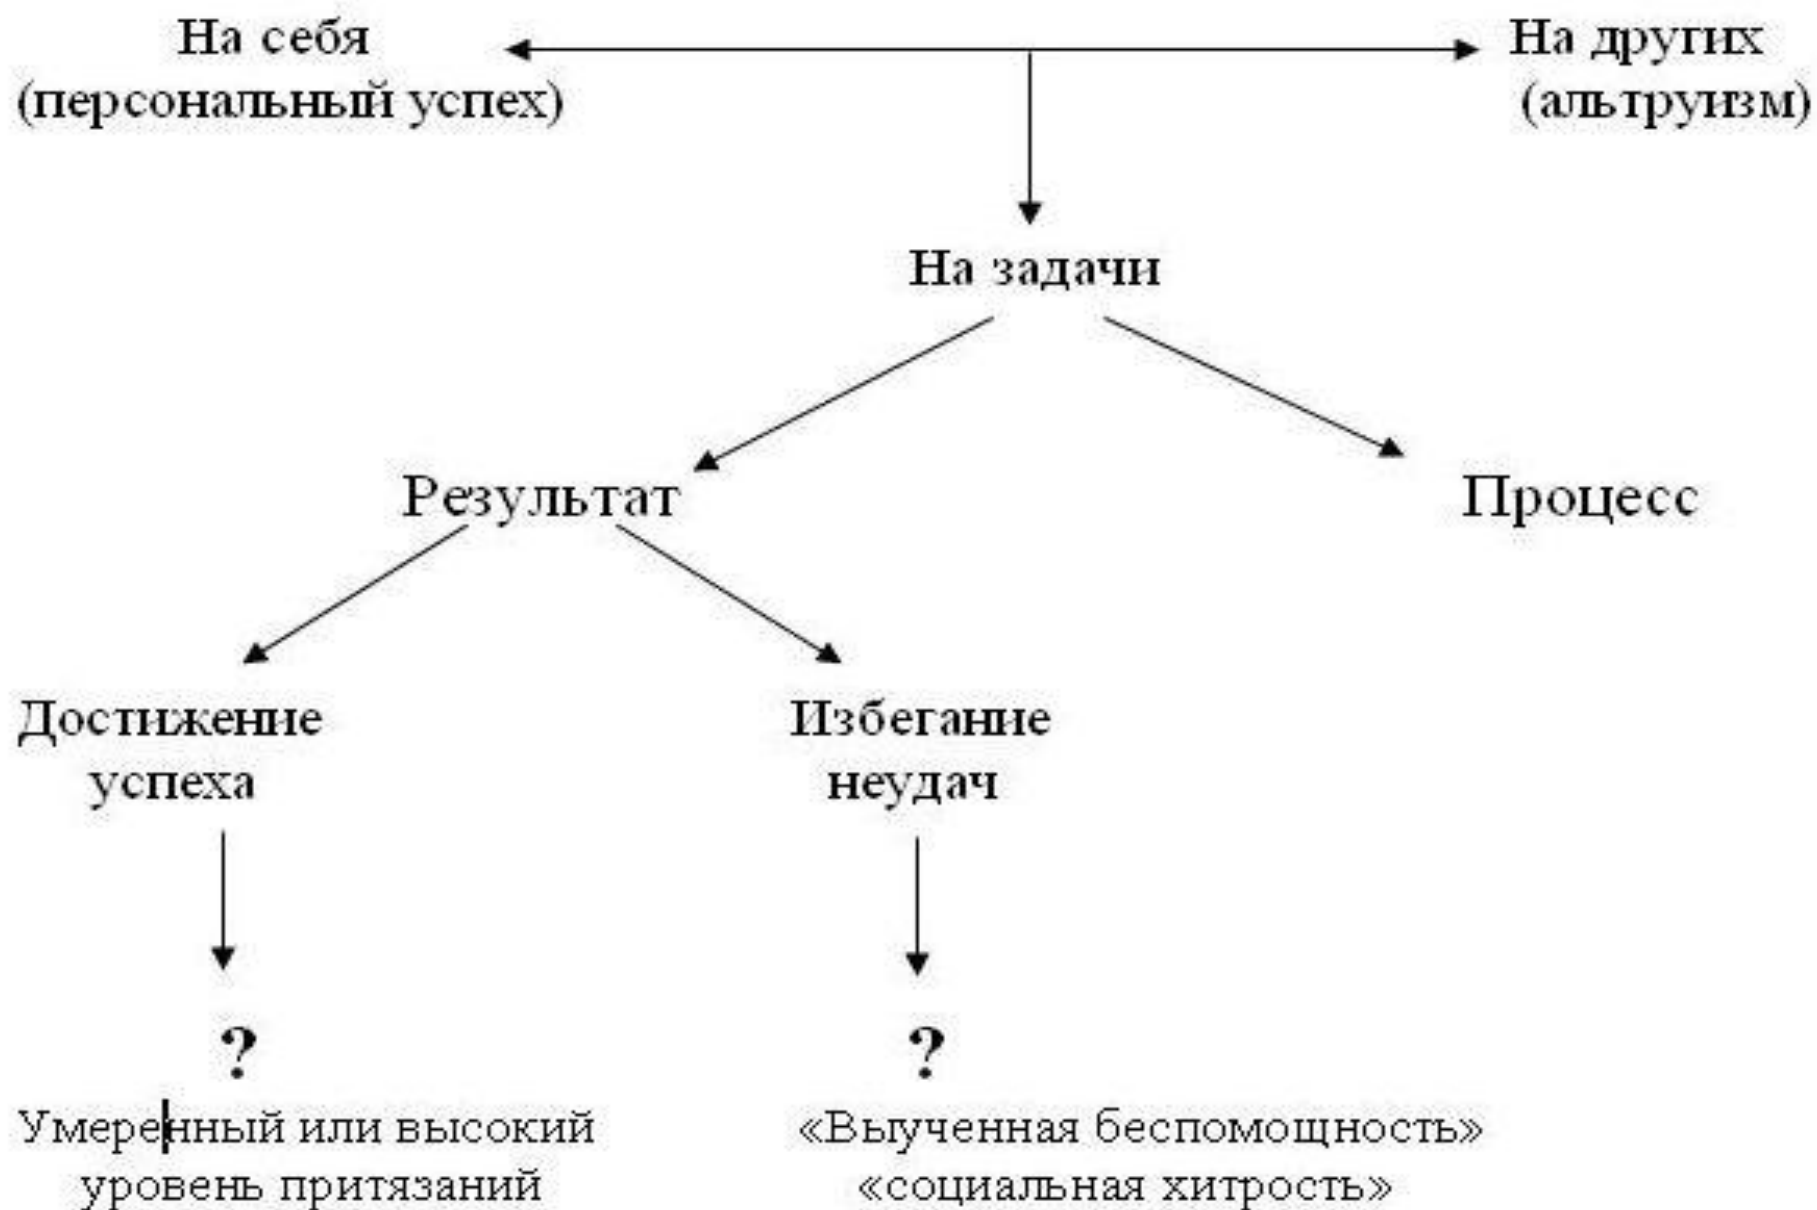 На себя
(персональный успех)
На других
(альтруизм)
На задачи
Результат
Процесс
Достижение
успеха
Избегание
неудач
?
?
Умеренный или высокий
уровень притязаний
«Выученная беспомощность»
«социальная хитрость»